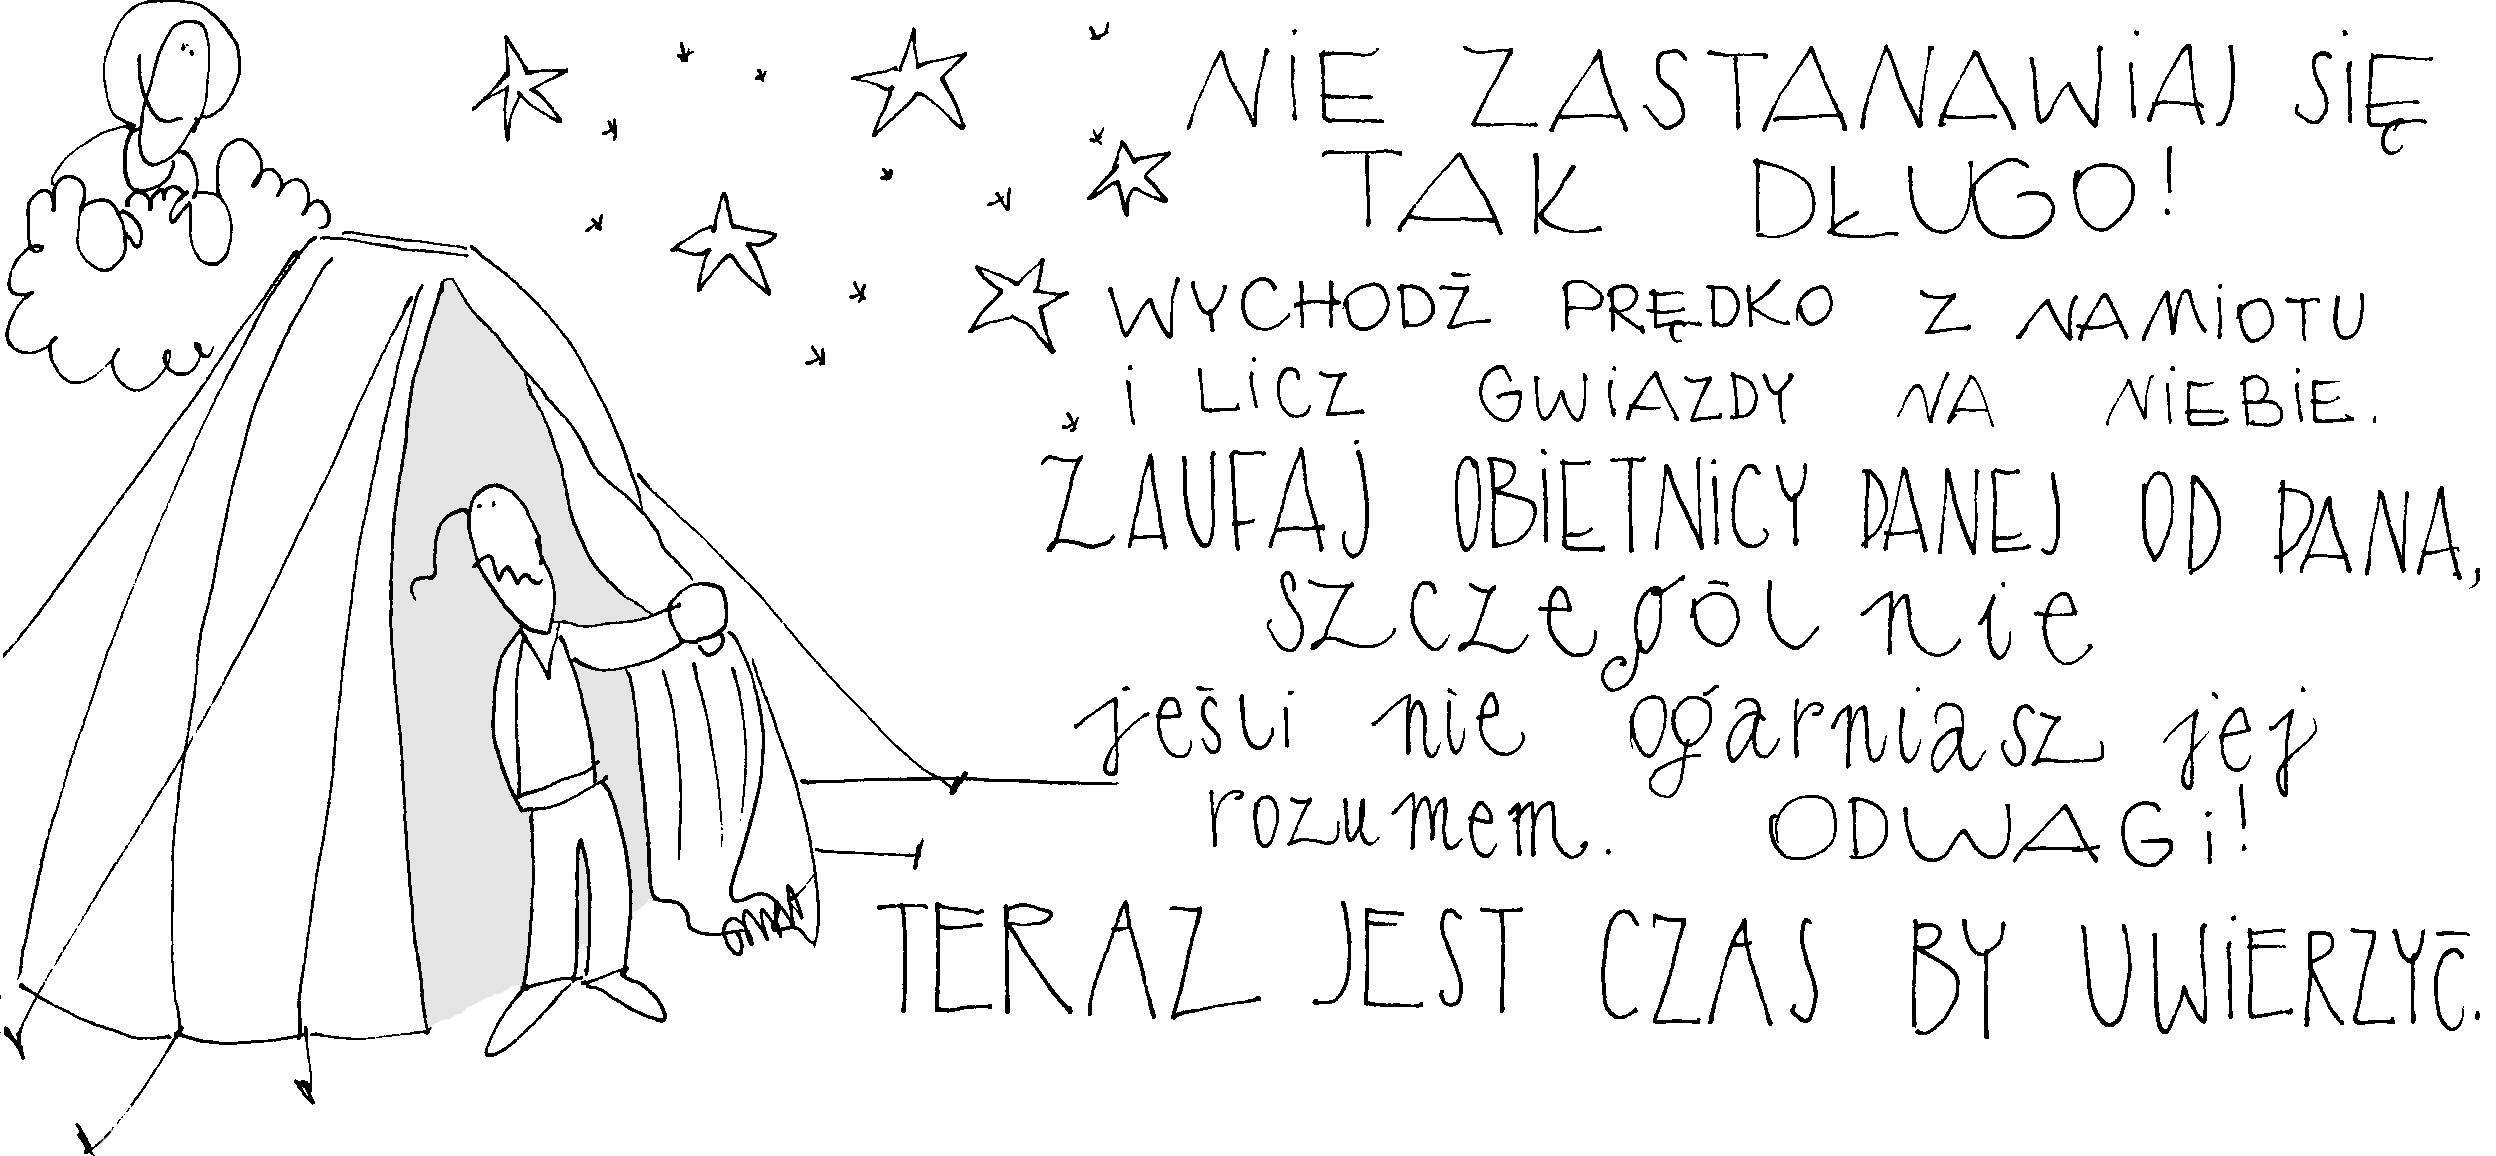 NIE ZASTANAWIAJ SIĘ
TAK DŁUGO!
WYCHODŹ PRĘDKO Z NAMIOTU
I LICZ GWIAZDY NA NIEBIE.
ZAUFAJ OBIETNICY DANEJ OD PANA,
szczególnie
jeśli nie ogarniasz jej
rozumem. ODWAGI!
TERAZ JEST CZAS BY UWIERZYĆ.